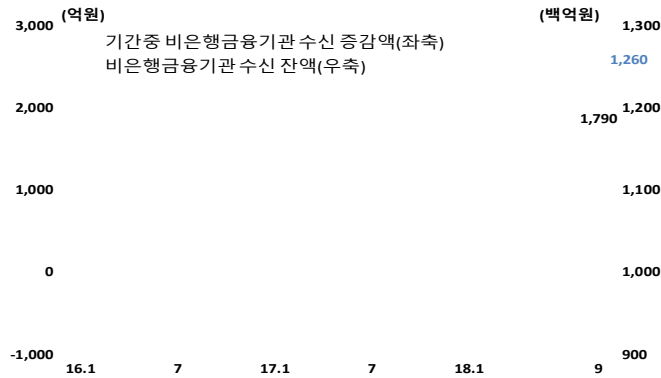 (억원) (백억원)
3,000 1,300
기간중 비은행금융기관 수신 증감액(좌축)
비은행금융기관 수신 잔액(우축)
1,260
2,000 1,200
1,790
1,000 1,100
0 1,000
-1,000 900
16.1 7 17.1 7 18.1 9